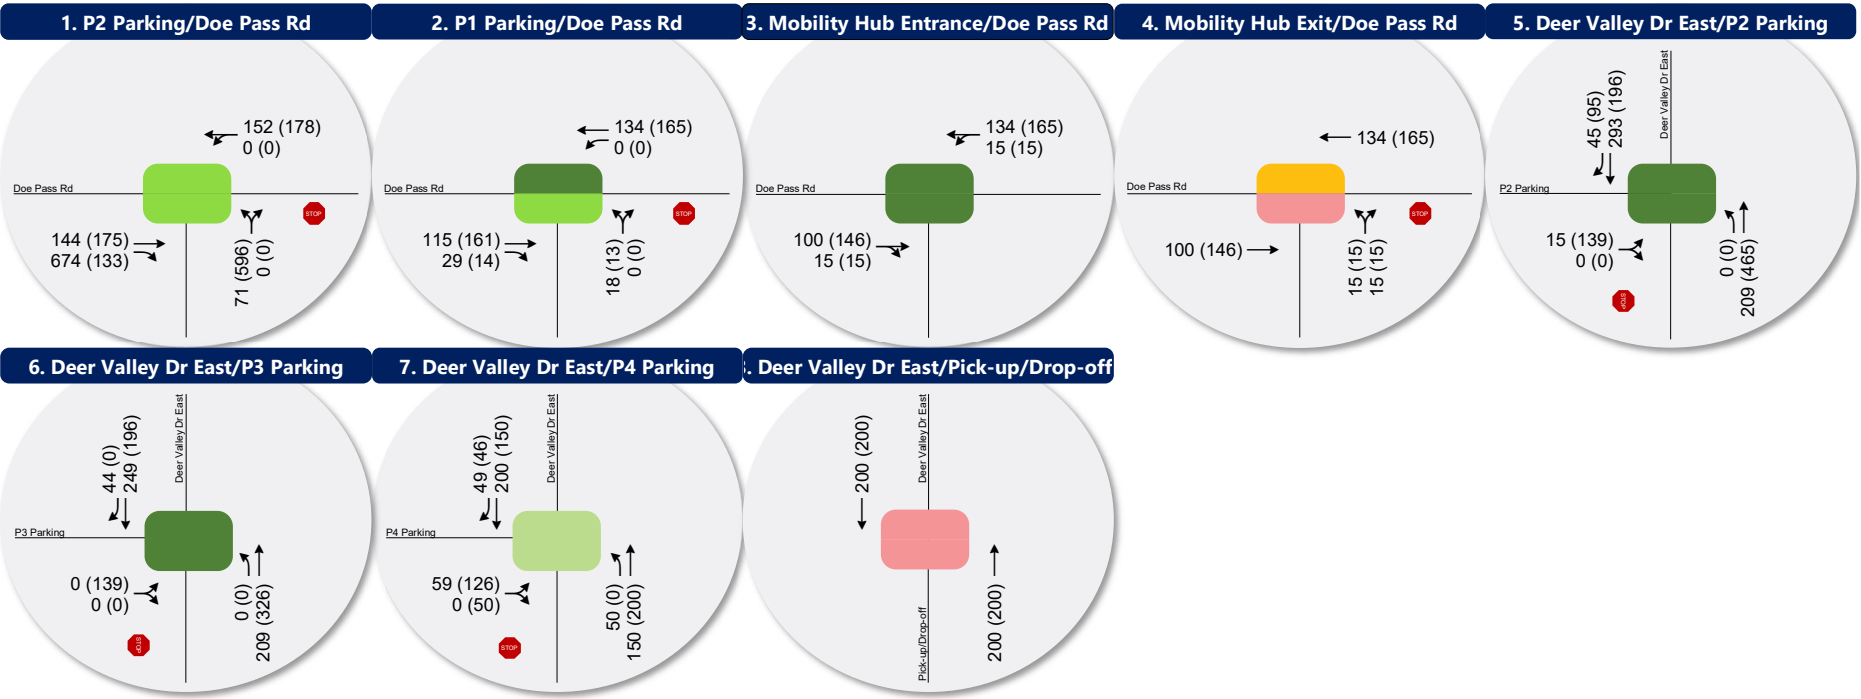 1. P2 Parking/Doe Pass Rd
152 (178)
0 (0)
Doe Pass Rd
STOP
144 (175)
674 (133)
71 (596)
0 (0)
2. P1 Parking/Doe Pass Rd
134 (165)
0 (0)
Doe Pass Rd
STOP
115 (161)
29 (14)
18 (13)
0 (0)
3. Mobility Hub Entrance/Doe Pass Rd
134 (165)
15 (15)
Doe Pass Rd
100 (146)
15 (15)
4. Mobility Hub Exit/Doe Pass Rd
134 (165)
Doe Pass Rd
STOP
100 (146)
15 (15)
15 (15)
5. Deer Valley Dr East/P2 Parking
45 (95)
293 (196)
Deer Valley Dr East
P2 Parking
15 (139)
0 (0)
0 (0)
209 (465)
STOP
6. Deer Valley Dr East/P3 Parking
44 (0)
249 (196)
Deer Valley Dr East
P3 Parking
0 (139)
0 (0)
0 (0)
209 (326)
STOP
7. Deer Valley Dr East/P4 Parking
49 (46)
200 (150)
Deer Valley Dr East
P4 Parking
59 (126)
0 (50)
50 (0)
150 (200)
STOP
. Deer Valley Dr East/Pick-up/Drop-off
200 (200)
Deer Valley Dr East
Pick-up/Drop-off
200 (200)